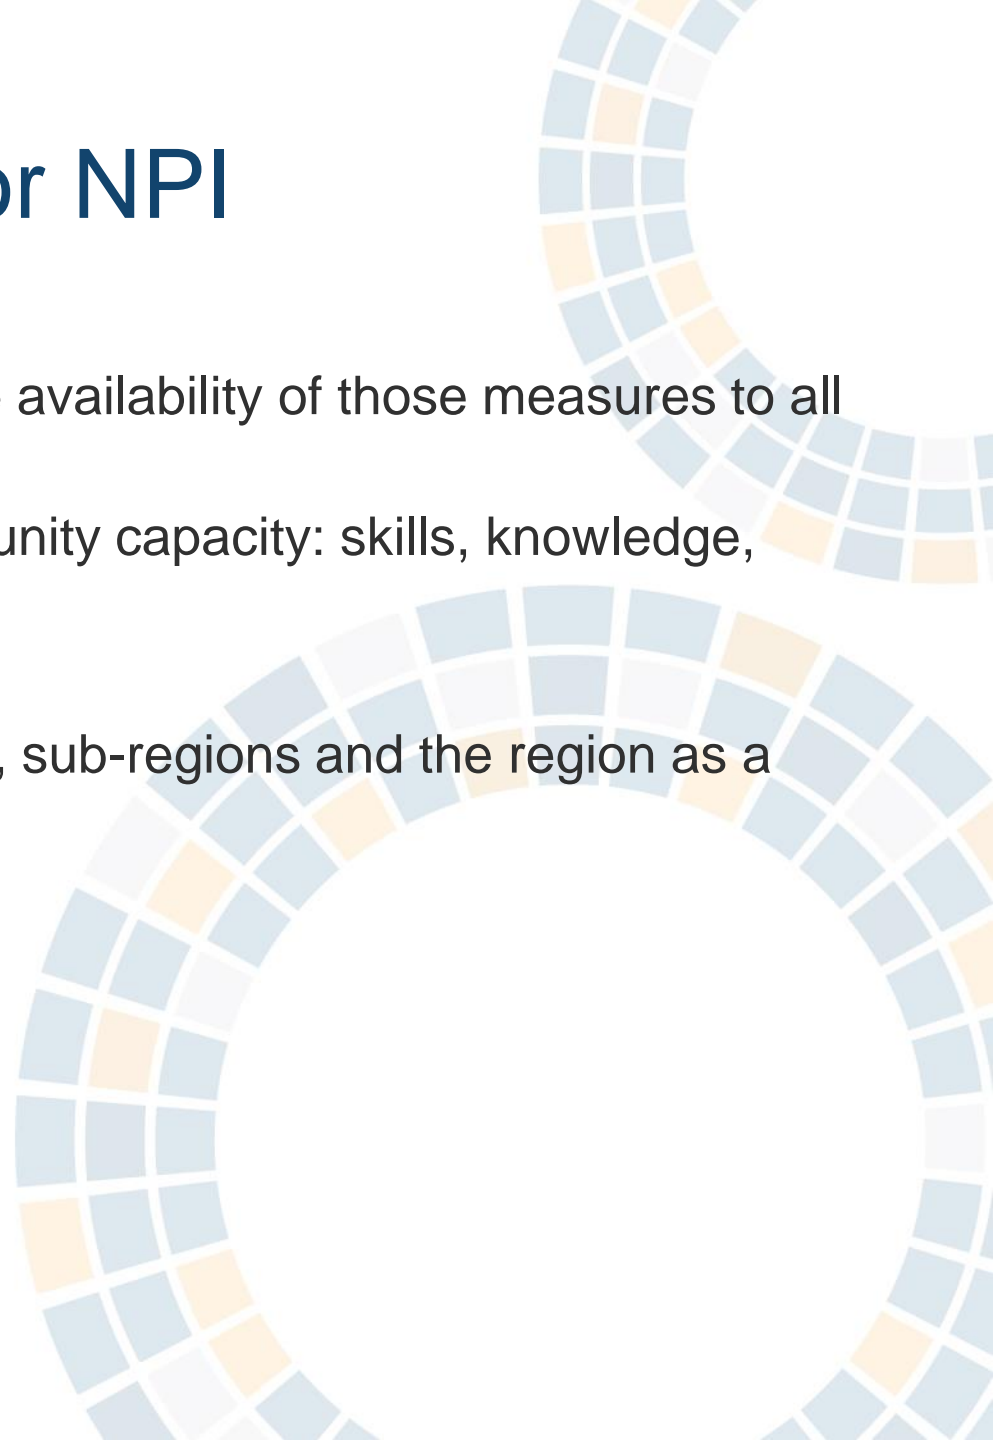 or NPI
availability of those measures to all
unity capacity: skills, knowledge,
, sub-regions and the region as a